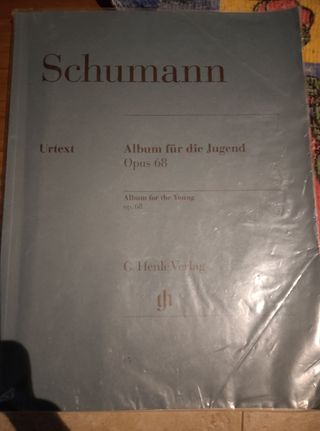 Schumann
Urtext
Album für die Jugend
Opus 68
Album for the Young
op. 68
G. Henle Verlag